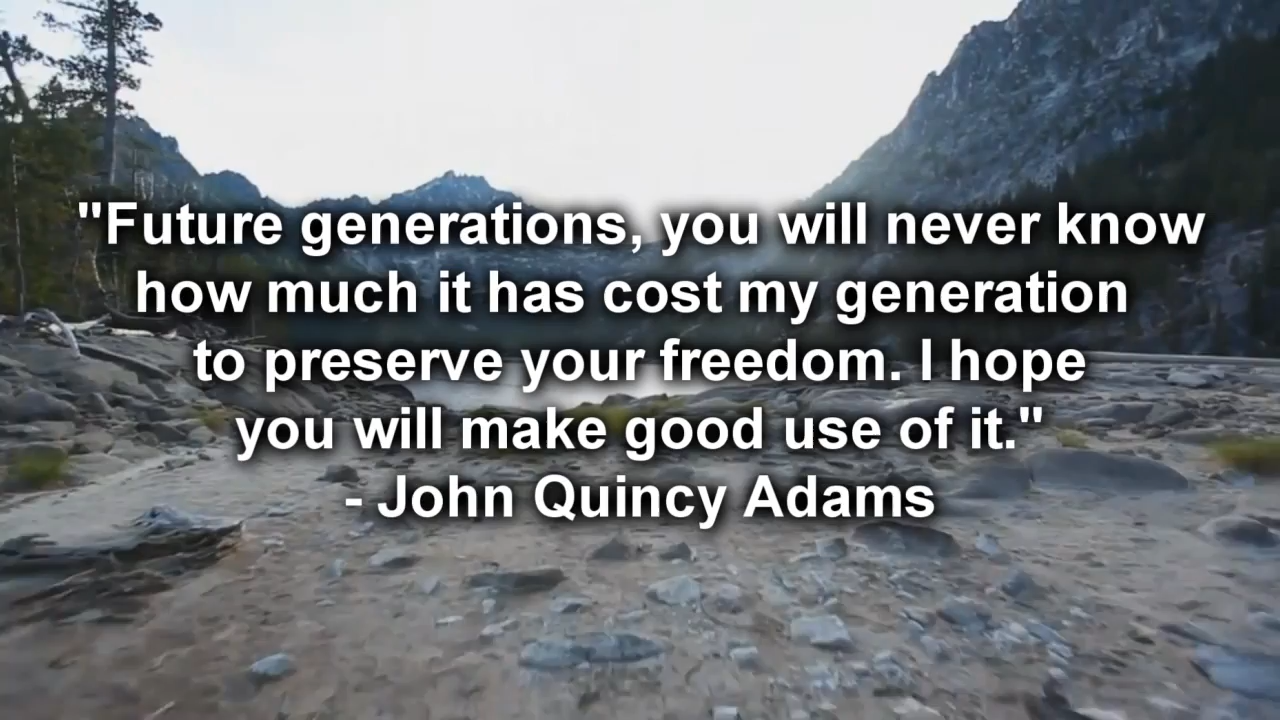 "Future generations, you will never know
how much it has cost my generation
to preserve your freedom. I hope
you will make good use of it."
- John Quincy Adams